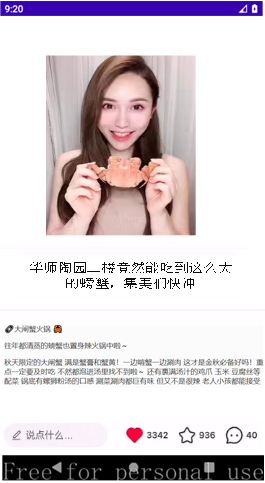 9:20
学师陶园二楼竟然能吃到这么大
的螃蟹，集美们快冲
大闸蟹火锅
往年都清蒸的螃蟹也置身辣火锅中啦~
秋天限定的大闸蟹 满是蟹膏和蟹黄！一边啃蟹一边涮肉 这才是金秋必备好吗！重
点一定要及时吃 不然都泡进汤里找不到啦~ 还有裹满汤汁的鸡爪 玉米 豆腐丝等
配菜 锅底有螺狮粉汤的口感 涮菜涮肉都巨有味 但又不是很辣 老人小孩都能接受
说点什么...
3342
936
40
Free for personal use